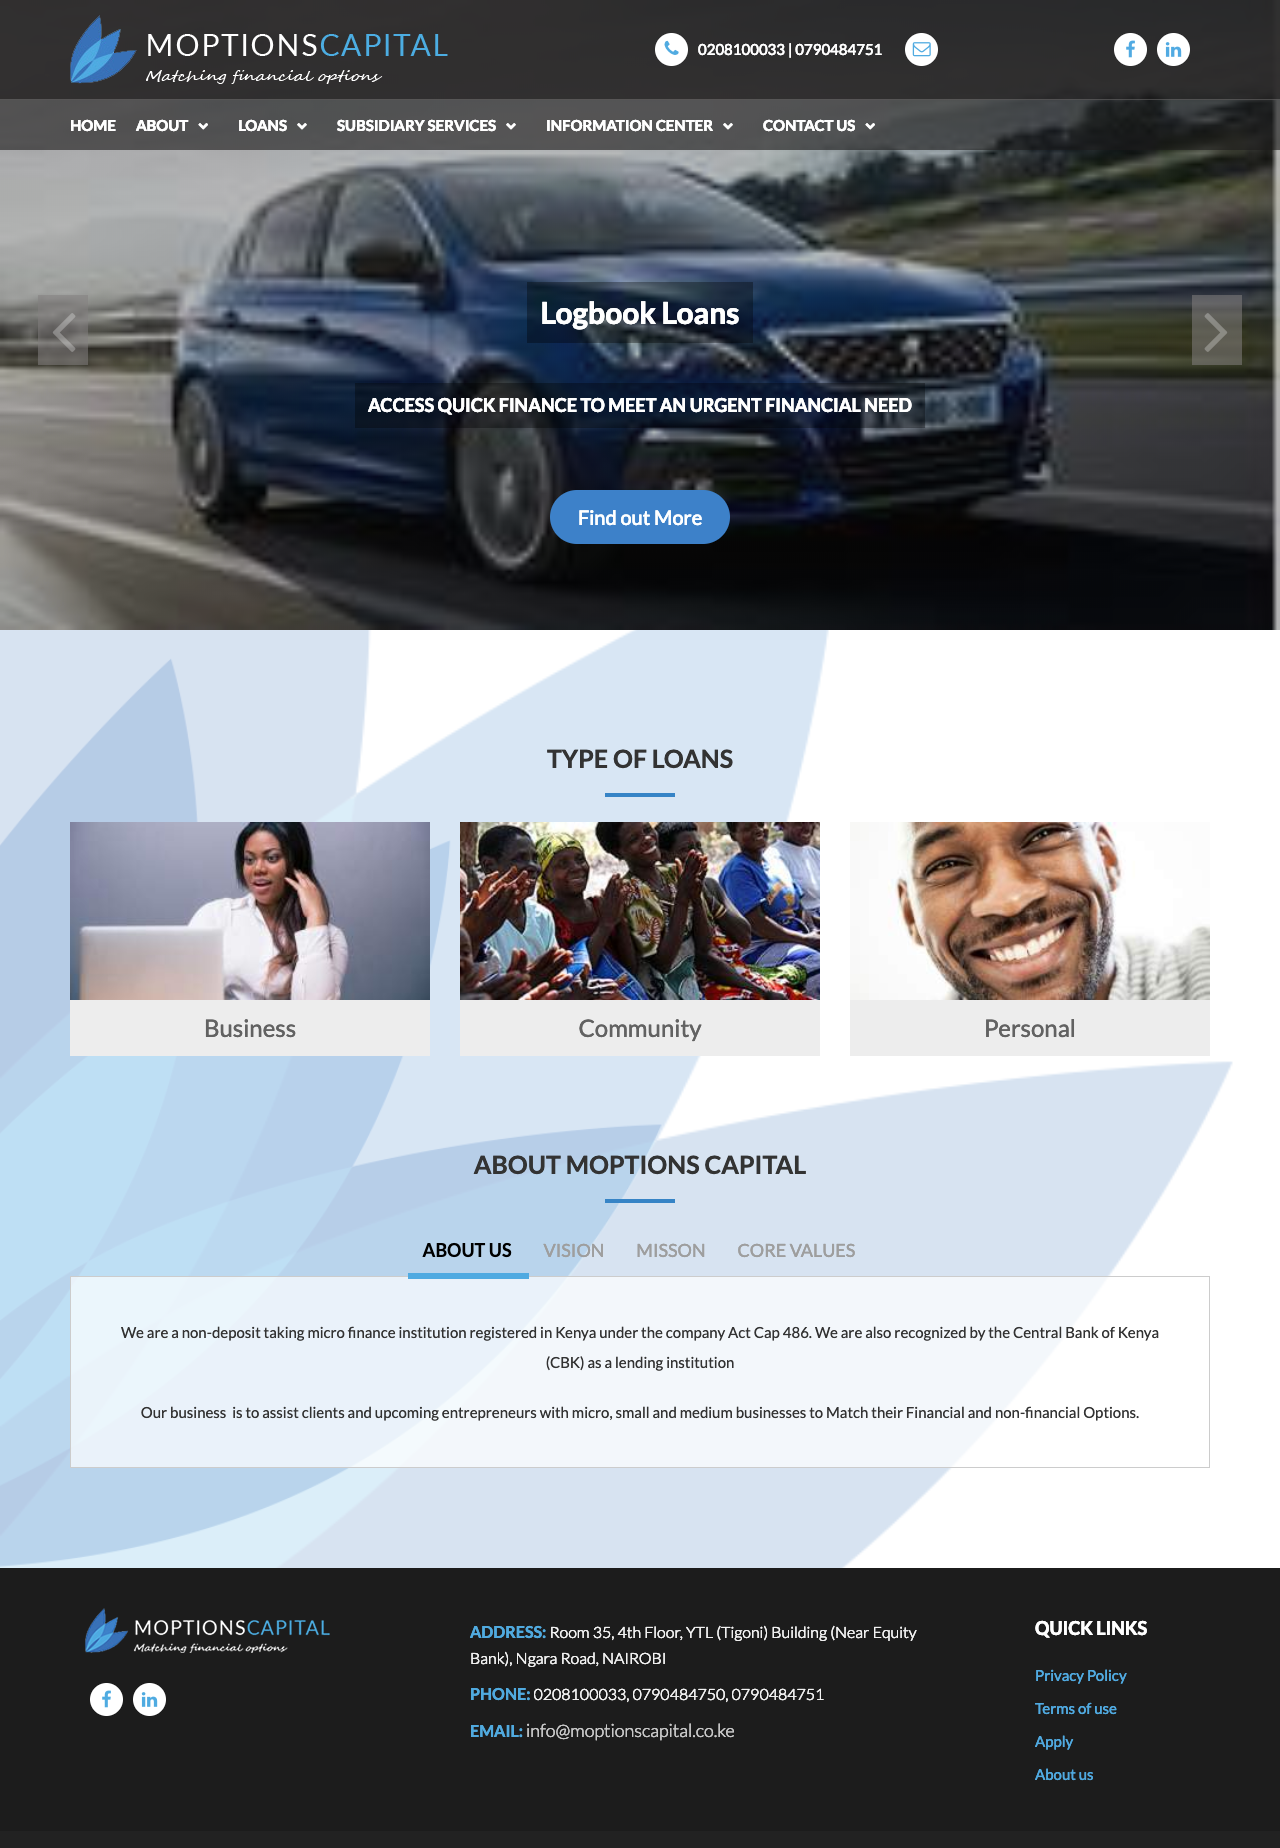 MOPTIONSCAPITAL
Matching financial options
0208100033 | 0790484751
HOME ABOUT LOANS SUBSIDIARY SERVICES INFORMATION CENTER CONTACT US
Logbook Loans
ACCESS QUICK FINANCE TO MEET AN URGENT FINANCIAL NEED
Find out More
TYPE OF LOANS
Business Community Personal
ABOUT MOPTIONS CAPITAL
ABOUT US VISION MISSON CORE VALUES
We are a non-deposit taking micro finance institution registered in Kenya under the company Act Cap 486. We are also recognized by the Central Bank of Kenya
(CBK) as a lending institution
Our business is to assist clients and upcoming entrepreneurs with micro, small and medium businesses to Match their Financial and non-financial Options.
MOPTIONSCAPITAL
Matching financial options
ADDRESS: Room 35, 4th Floor, YTL (Tigoni) Building (Near Equity
Bank), Ngara Road, NAIROBI
PHONE: 0208100033, 0790484750, 0790484751
EMAIL: info@moptionscapital.co.ke
QUICK LINKS
Privacy Policy
Terms of use
Apply
About us